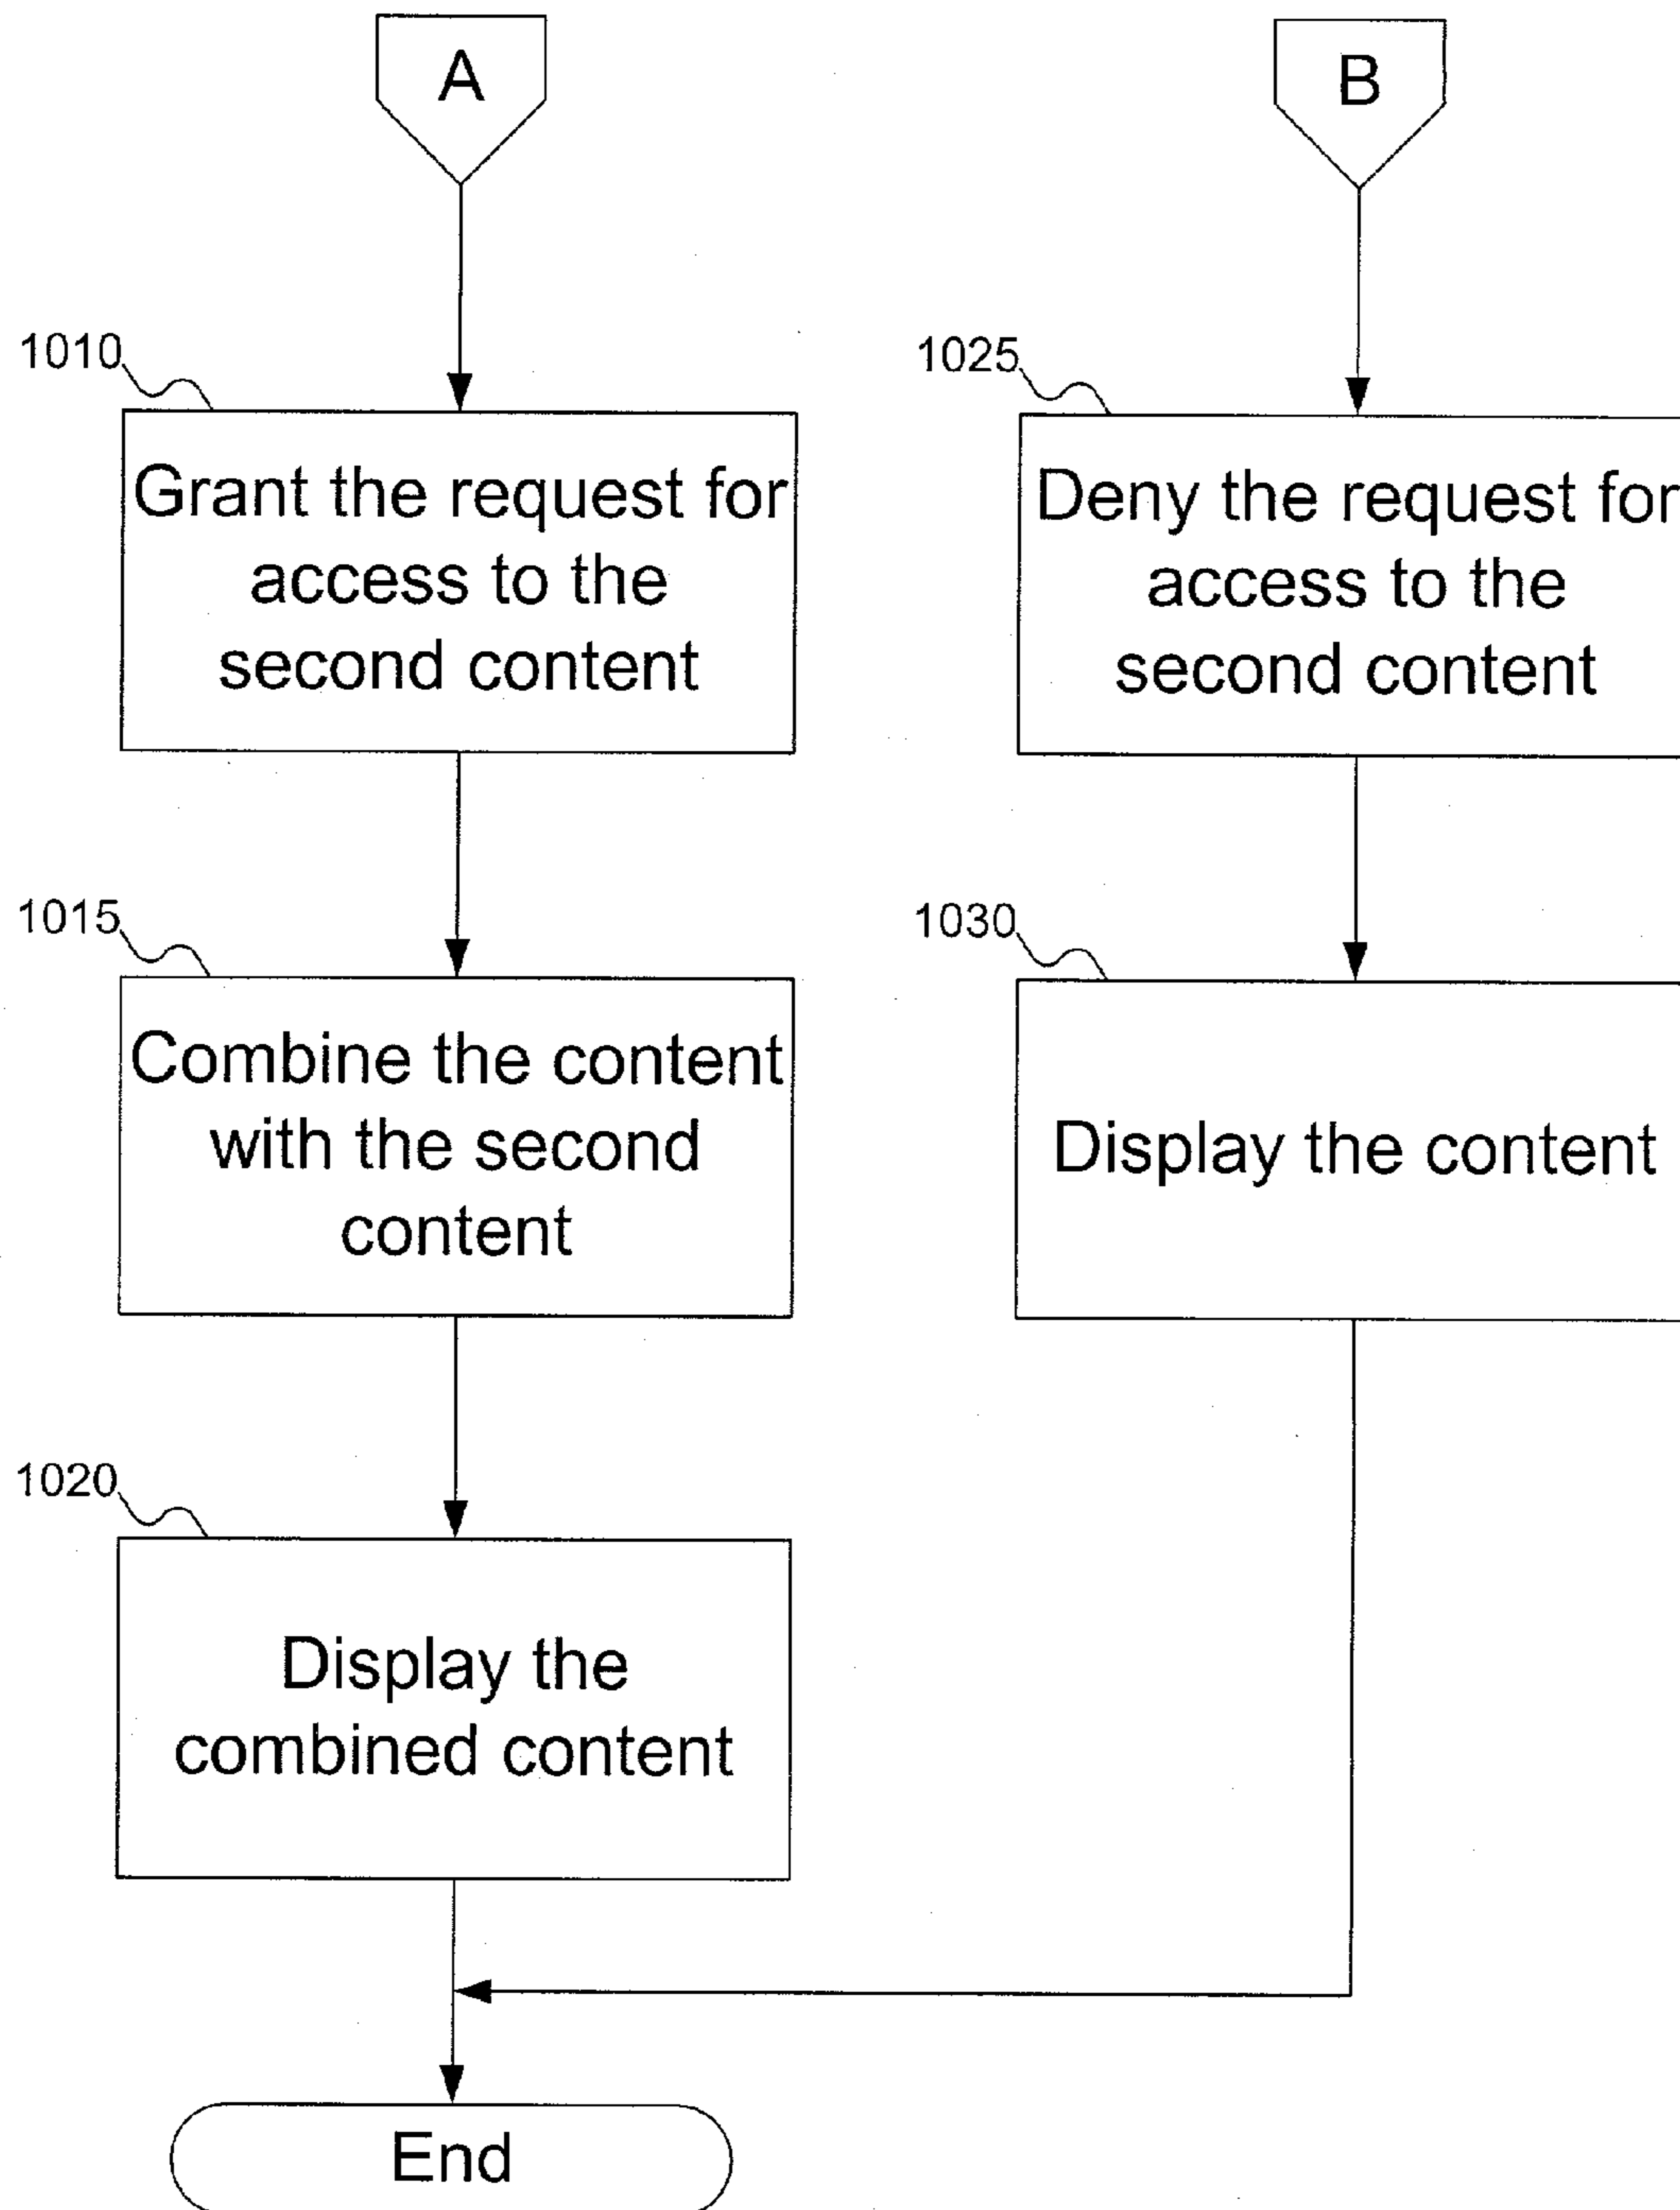 A
1010
Grant the request for
access to the
second content
1015
Combine the content
with the second
content
1020
Display the
combined content
B
1025
Deny the request for
access to the
second content
1030
Display the content
End